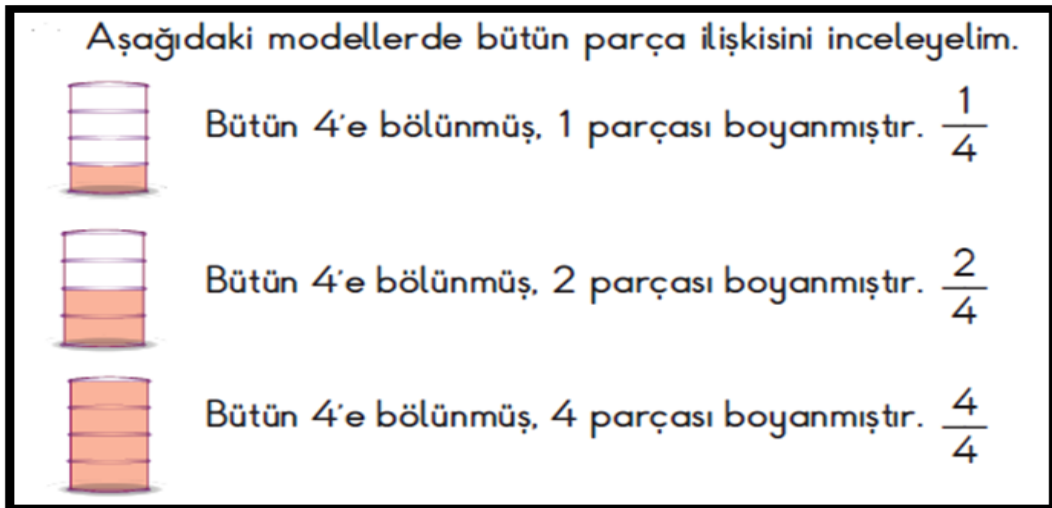 Aşağıdaki modellerde bütün parça ilişkisini inceleyelim.
Bütün 4'e bölünmüş, 1 parçası boyanmıştır. 1/4
Bütün 4'e bölünmüş, 2 parçası boyanmıştır. 2/4
Bütün 4'e bölünmüş, 4 parçası boyanmıştır. 4/4